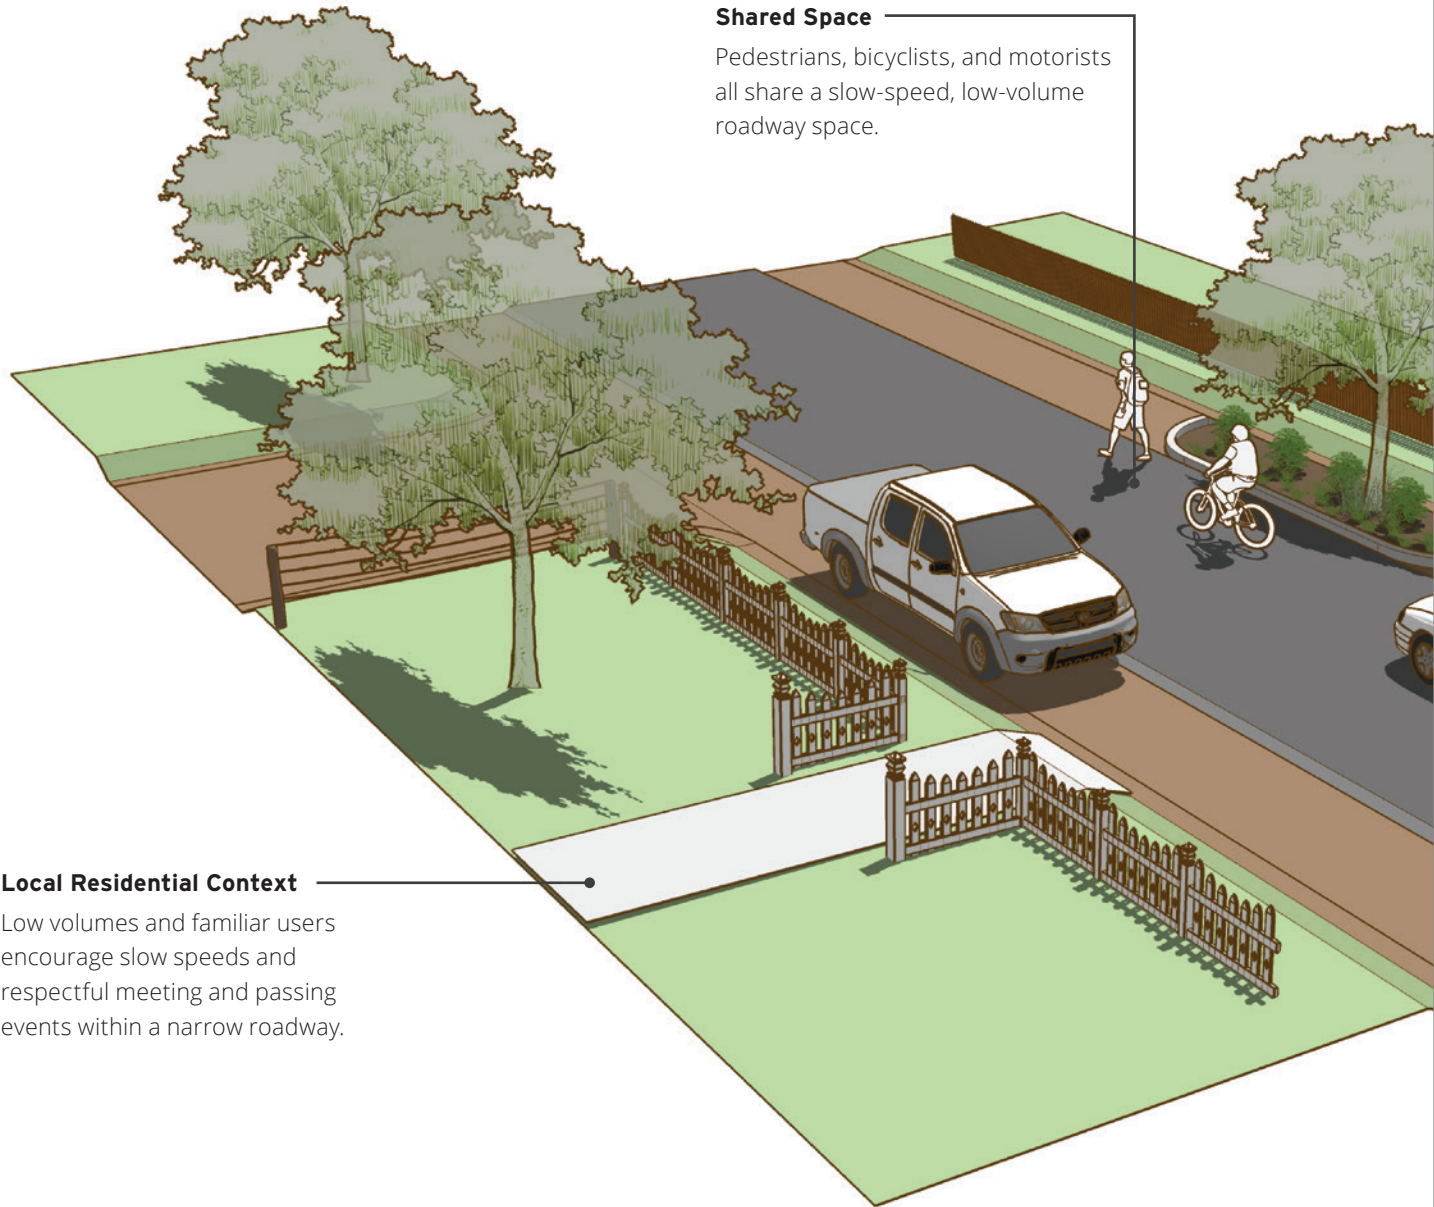 Shared Space
Pedestrians, bicyclists, and motorists
all share a slow-speed, low-volume
roadway space.
Local Residential Context
Low volumes and familiar users
encourage slow speeds and
respectful meeting and passing
events within a narrow roadway.